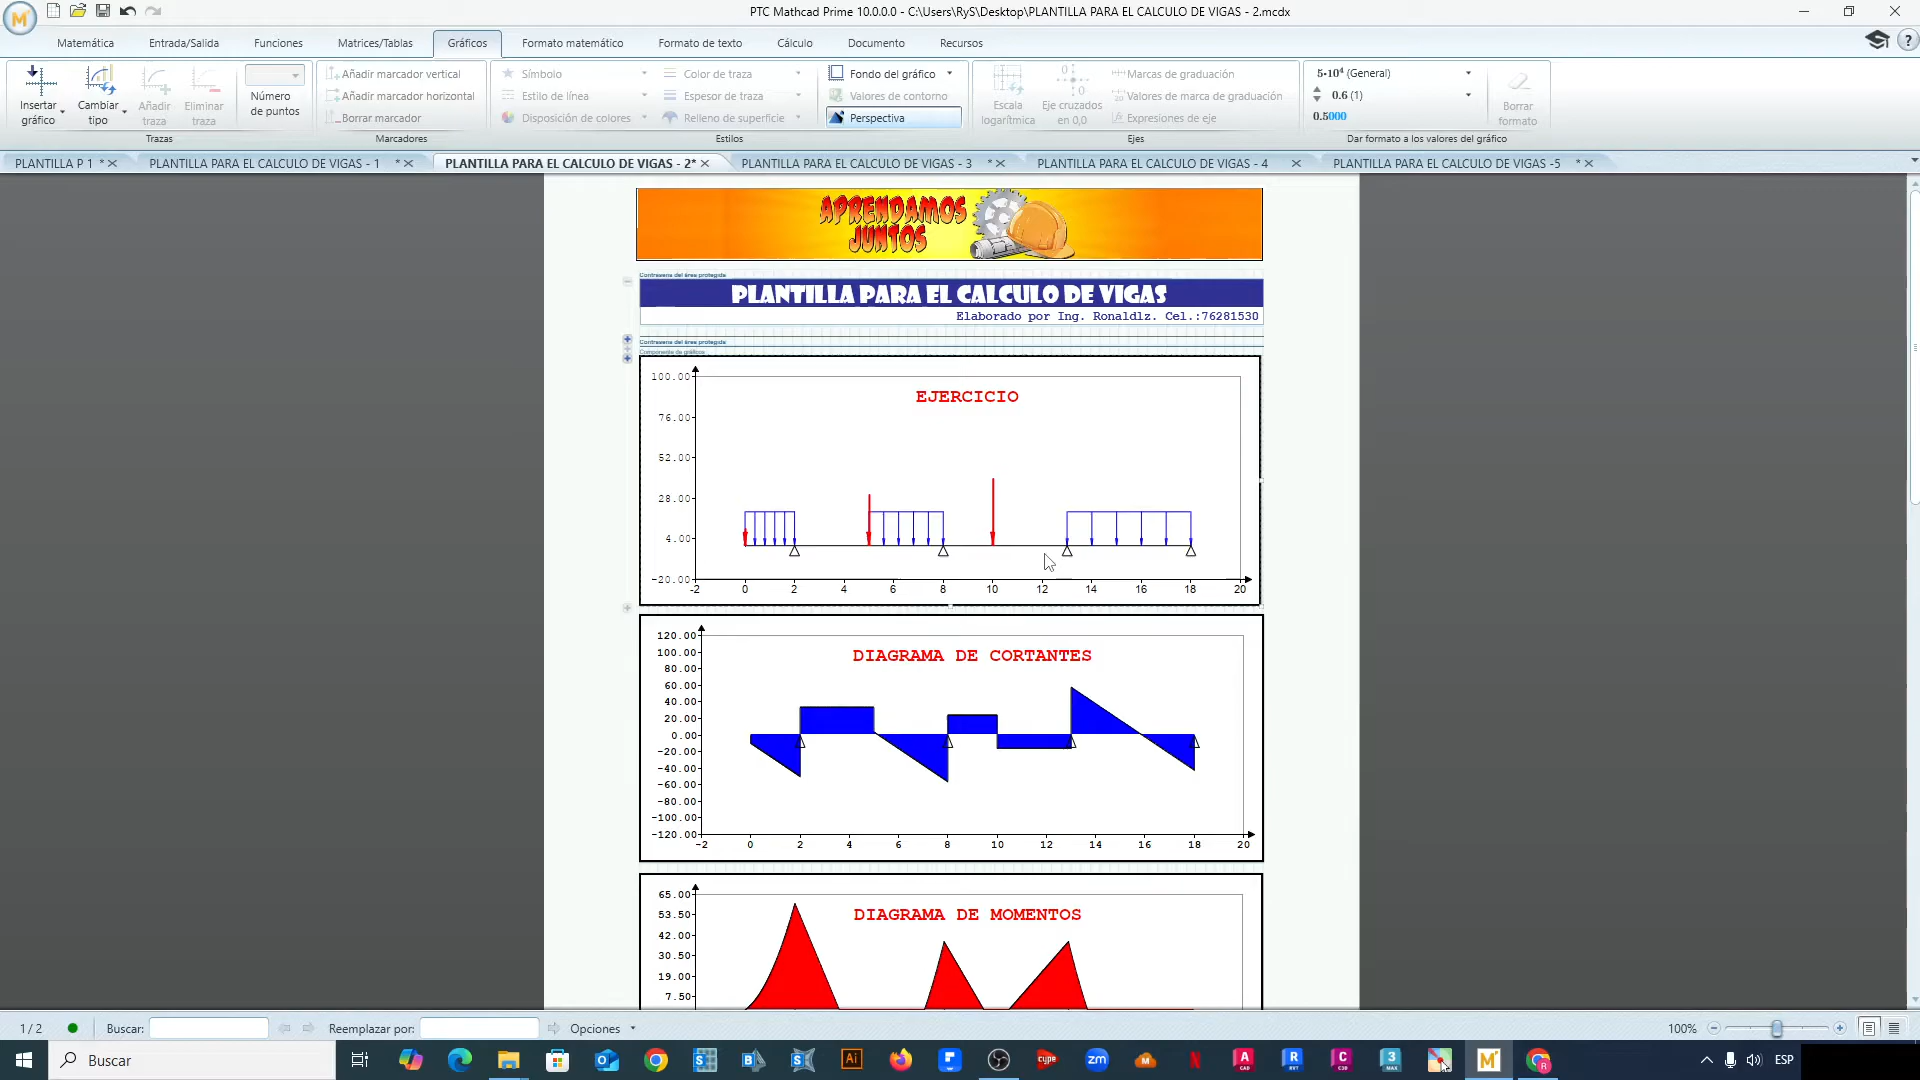 PTC Mathcad Prime 10.0.0.0 - C:\Users\RyS\Desktop\PLANTILLA PARA EL CALCULO DE VIGAS - 2.mcdx
Matemática Entrada/Salida Funciones Matrices/Tablas Gráficos Formato matemático Formato de texto Cálculo Documento Recursos
Insertar gráfico
Cambiar tipo
Añadir traza
Eliminar traza
Trazas
Número de puntos
Añadir marcador vertical
Añadir marcador horizontal
Borrar marcador
Marcadores
Símbolo
Estilo de línea
Disposición de colores
Color de traza
Espesor de traza
Relleno de superficie
Estilos
Fondo del gráfico
Valores de contorno
Perspectiva
Escala logarítmica
Eje cruzados en 0,0
Marcas de graduación
Valores de marca de graduación
Expresiones de eje
Ejes
5•10⁴ (General)
0.6 (1)
0.5000
Borrar formato
Dar formato a los valores del gráfico
PLANTILLA P 1 * PLANTILLA PARA EL CALCULO DE VIGAS - 1 * PLANTILLA PARA EL CALCULO DE VIGAS - 2* PLANTILLA PARA EL CALCULO DE VIGAS - 3 * PLANTILLA PARA EL CALCULO DE VIGAS - 4 PLANTILLA PARA EL CALCULO DE VIGAS -5 *
APRENDAMOS
JUNTOS
Contrasena del área protegida
PLANTILLA PARA EL CALCULO DE VIGAS
Elaborado por Ing. Ronaldlz. Cel.:76281530
Contrasena del área protegida
Componente de gráficos
EJERCICIO
100.00
76.00
52.00
28.00
4.00
-20.00
-2 0 2 4 6 8 10 12 14 16 18 20
DIAGRAMA DE CORTANTES
120.00
100.00
80.00
60.00
40.00
20.00
0.00
-20.00
-40.00
-60.00
-80.00
-100.00
-120.00
-2 0 2 4 6 8 10 12 14 16 18 20
DIAGRAMA DE MOMENTOS
65.00
53.50
42.00
30.50
19.00
7.50
1 / 2 Buscar: Reemplazar por: Opciones 100%
Buscar ESP